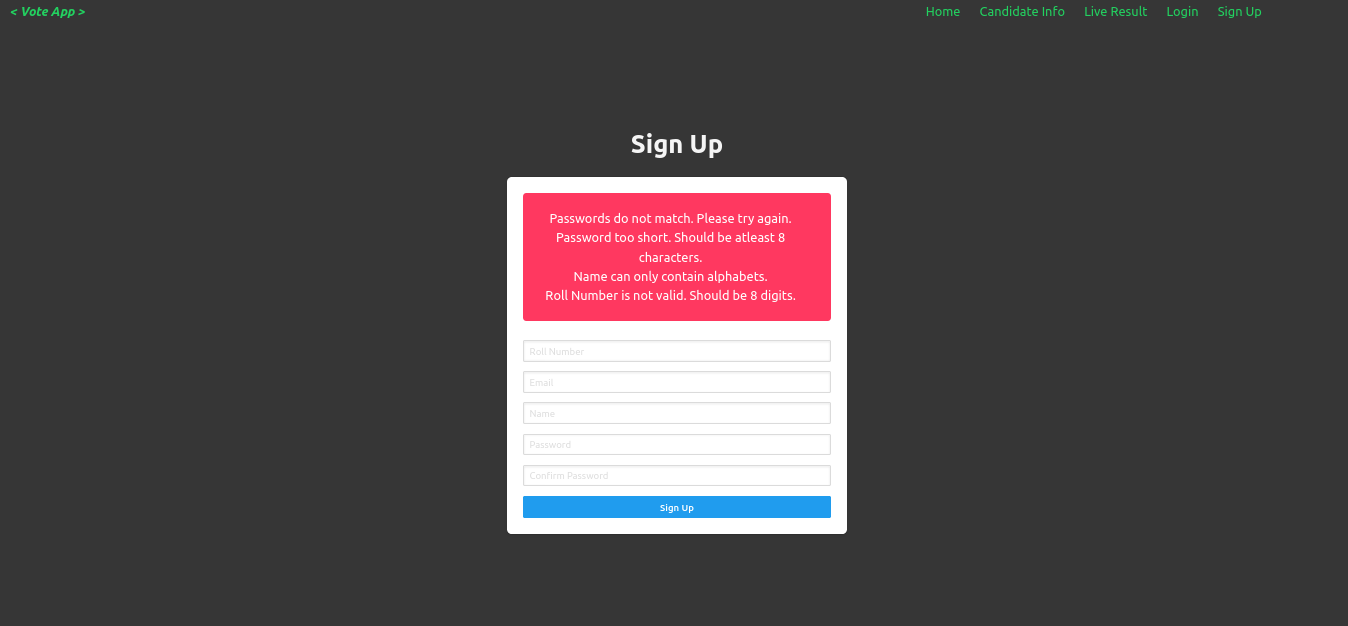 < Vote App >
Home Candidate Info Live Result Login Sign Up
Sign Up
Passwords do not match. Please try again.
Password too short. Should be atleast 8
characters.
Name can only contain alphabets.
Roll Number is not valid. Should be 8 digits.
Roll Number
Email
Name
Password
Confirm Password
Sign Up